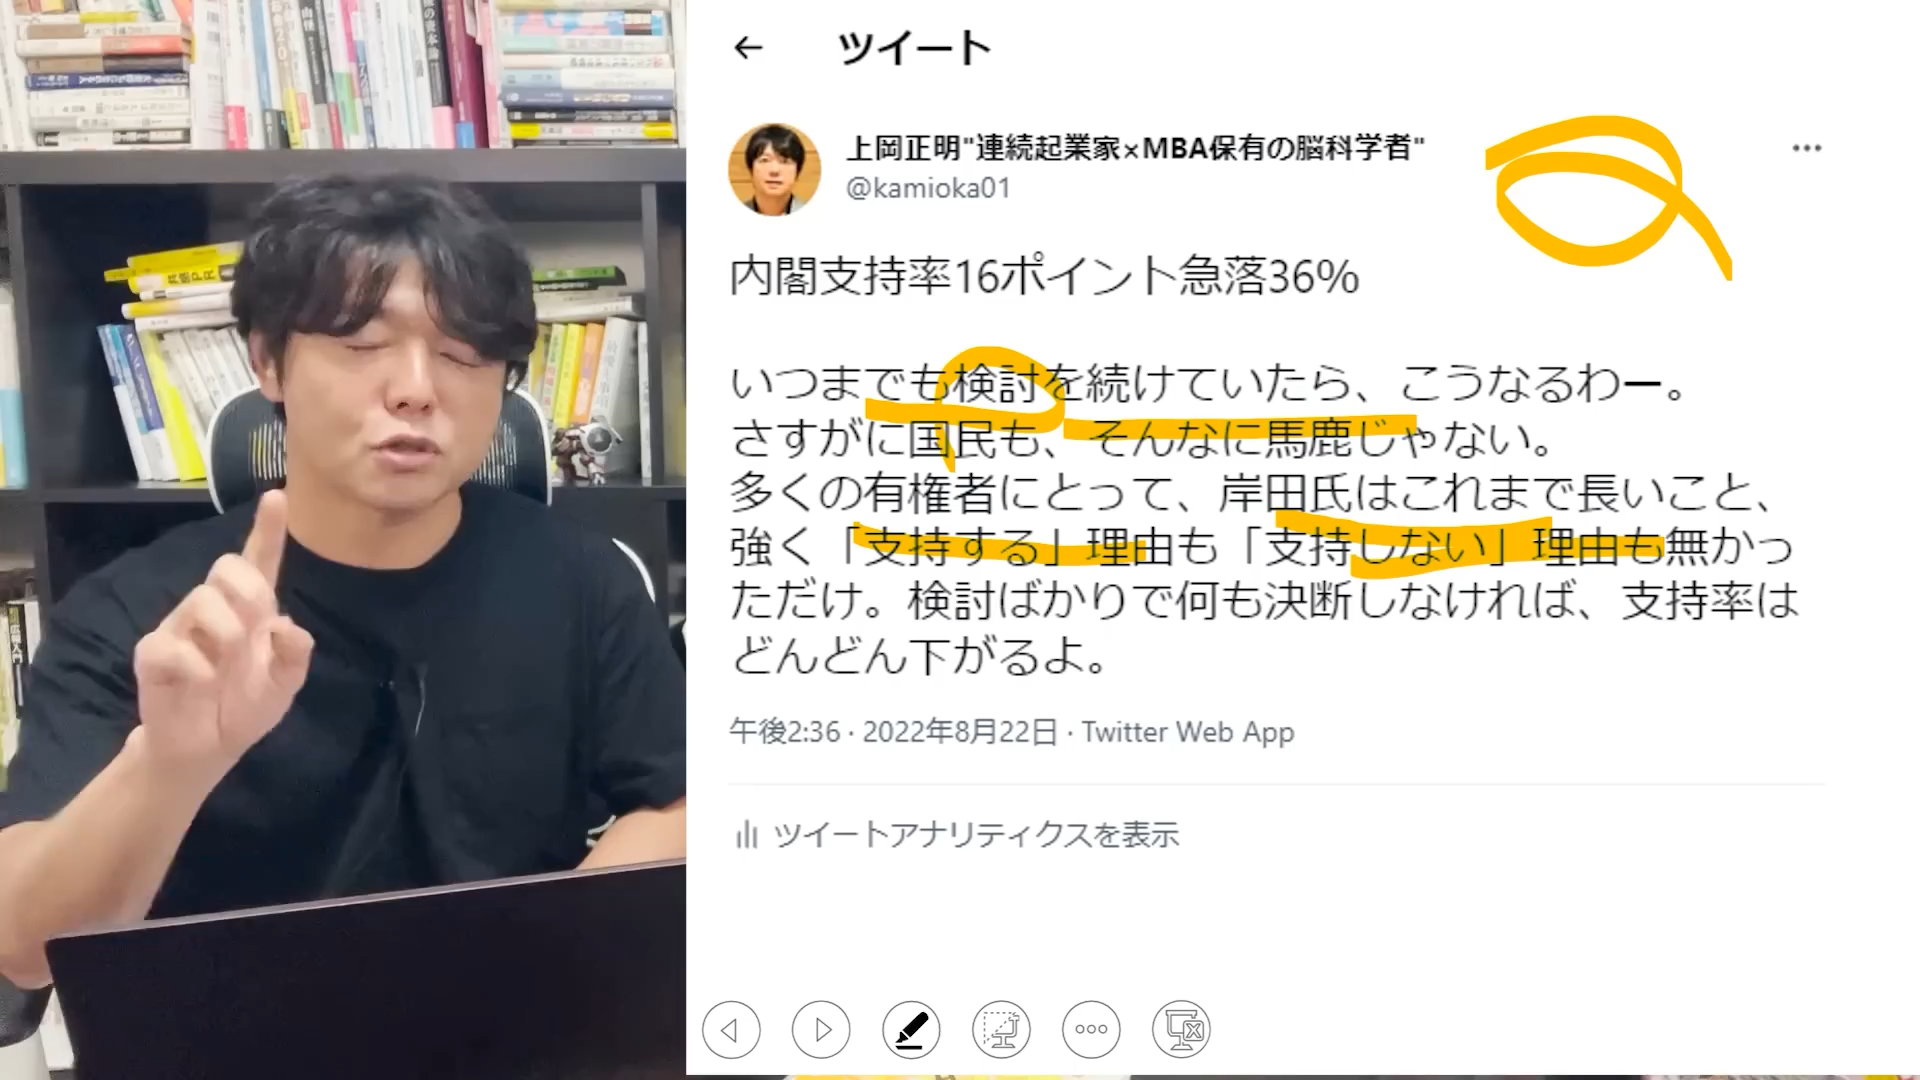 ツイート
上岡正明"連続起業家×MBA保有の脳科学者"
@kamioka01
内閣支持率16ポイント急落36%
いつまでも検討を続けていたら、こうなるわー。
さすがに国民も、そんなに馬鹿じゃない。
多くの有権者にとって、岸田氏はこれまで長いこと、
強く「支持する」理由も「支持しない」理由も無かっ
ただけ。検討ばかりで何も決断しなければ、支持率は
どんどん下がるよ。
午後2:36 · 2022年8月22日 · Twitter Web App
ツイートアナリティクスを表示